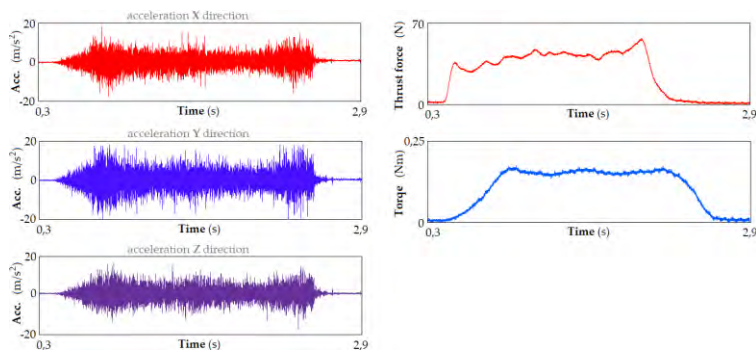 acceleration X direction
20
0
-20
Acc. (m/s²)
0,3
Time (s)
2,9
acceleration Y direction
20
0
-20
Acc. (m/s²)
0,3
Time (s)
2,9
acceleration Z direction
20
0
-20
Acc. (m/s²)
0,3
Time (s)
2,9
70
0
Thrust force (N)
0,3
Time (s)
2,9
0,25
0
Torqe (Nm)
0,3
Time (s)
2,9